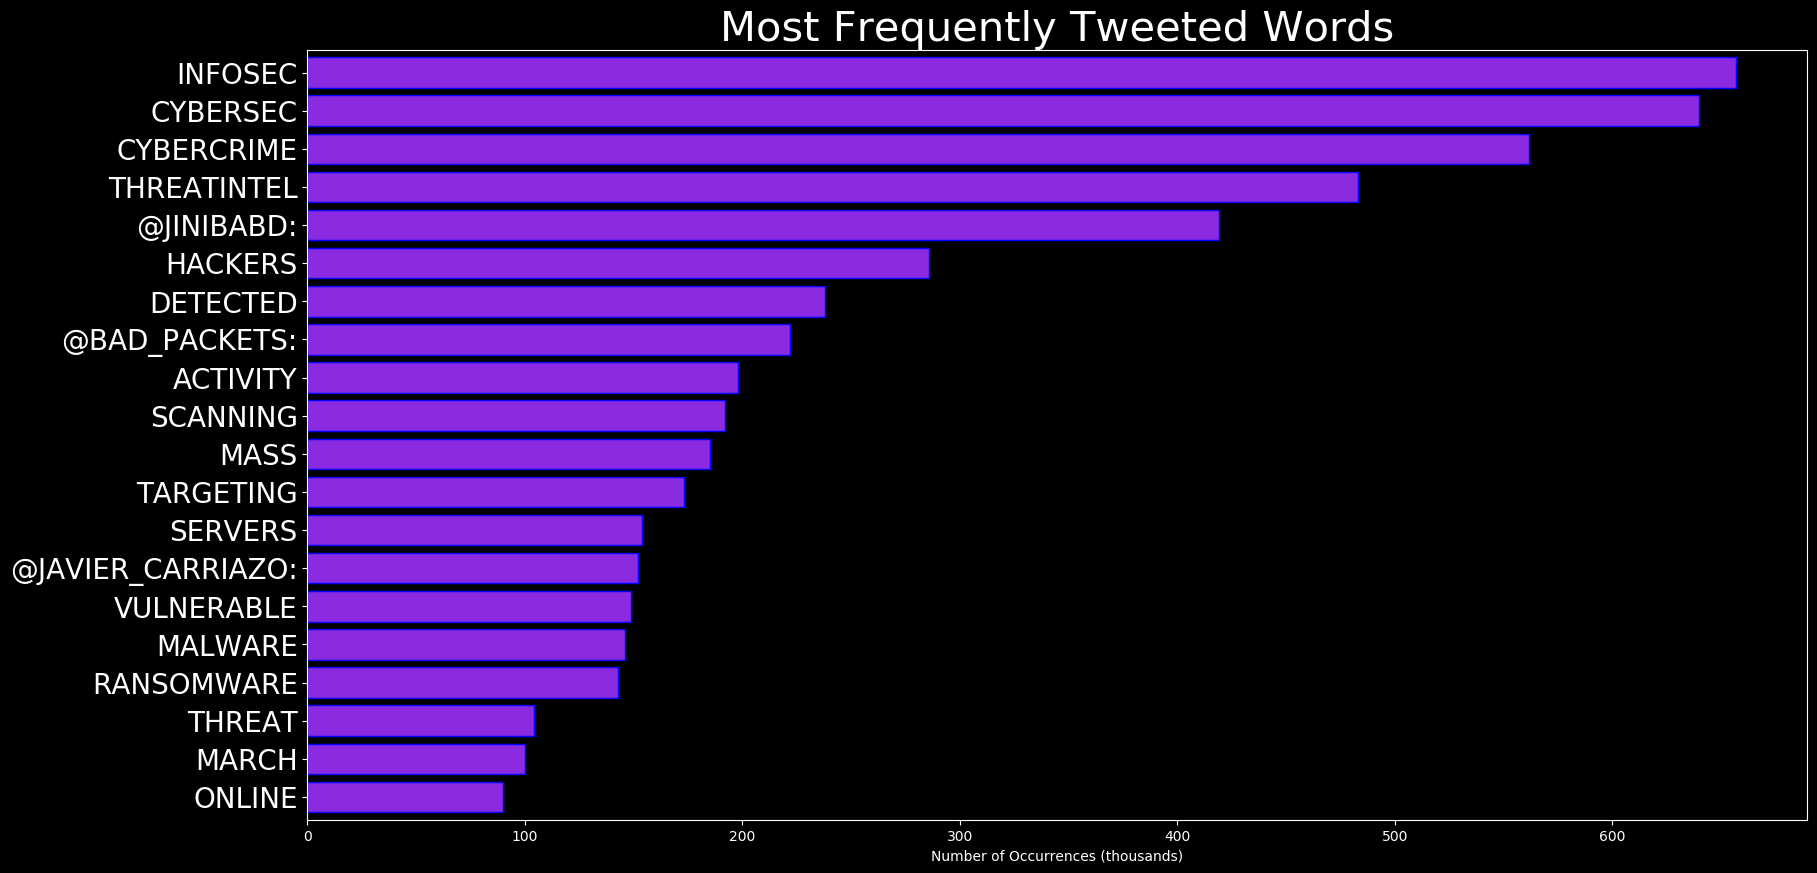 Most Frequently Tweeted Words
INFOSEC
CYBERSEC
CYBERCRIME
THREATINTEL
@JINIBABD:
HACKERS
DETECTED
@BAD_PACKETS:
ACTIVITY
SCANNING
MASS
TARGETING
SERVERS
@JAVIER_CARRIAZO:
VULNERABLE
MALWARE
RANSOMWARE
THREAT
MARCH
ONLINE
0 100 200 300 400 500 600
Number of Occurrences (thousands)